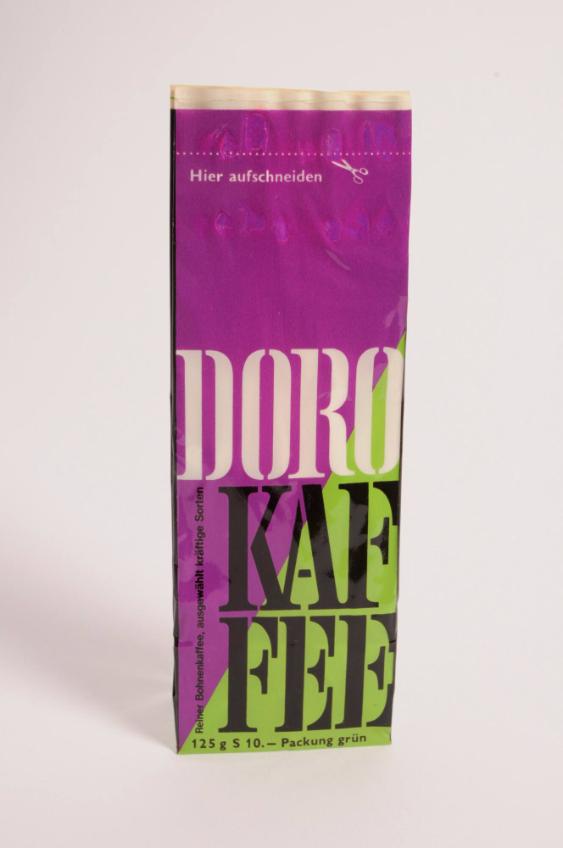 Hier aufschneiden
DORO
KAF
FEE
Reiner Bohnenkaffee, ausgewählt kräftige Sorten
125 g S 10.— Packung grün